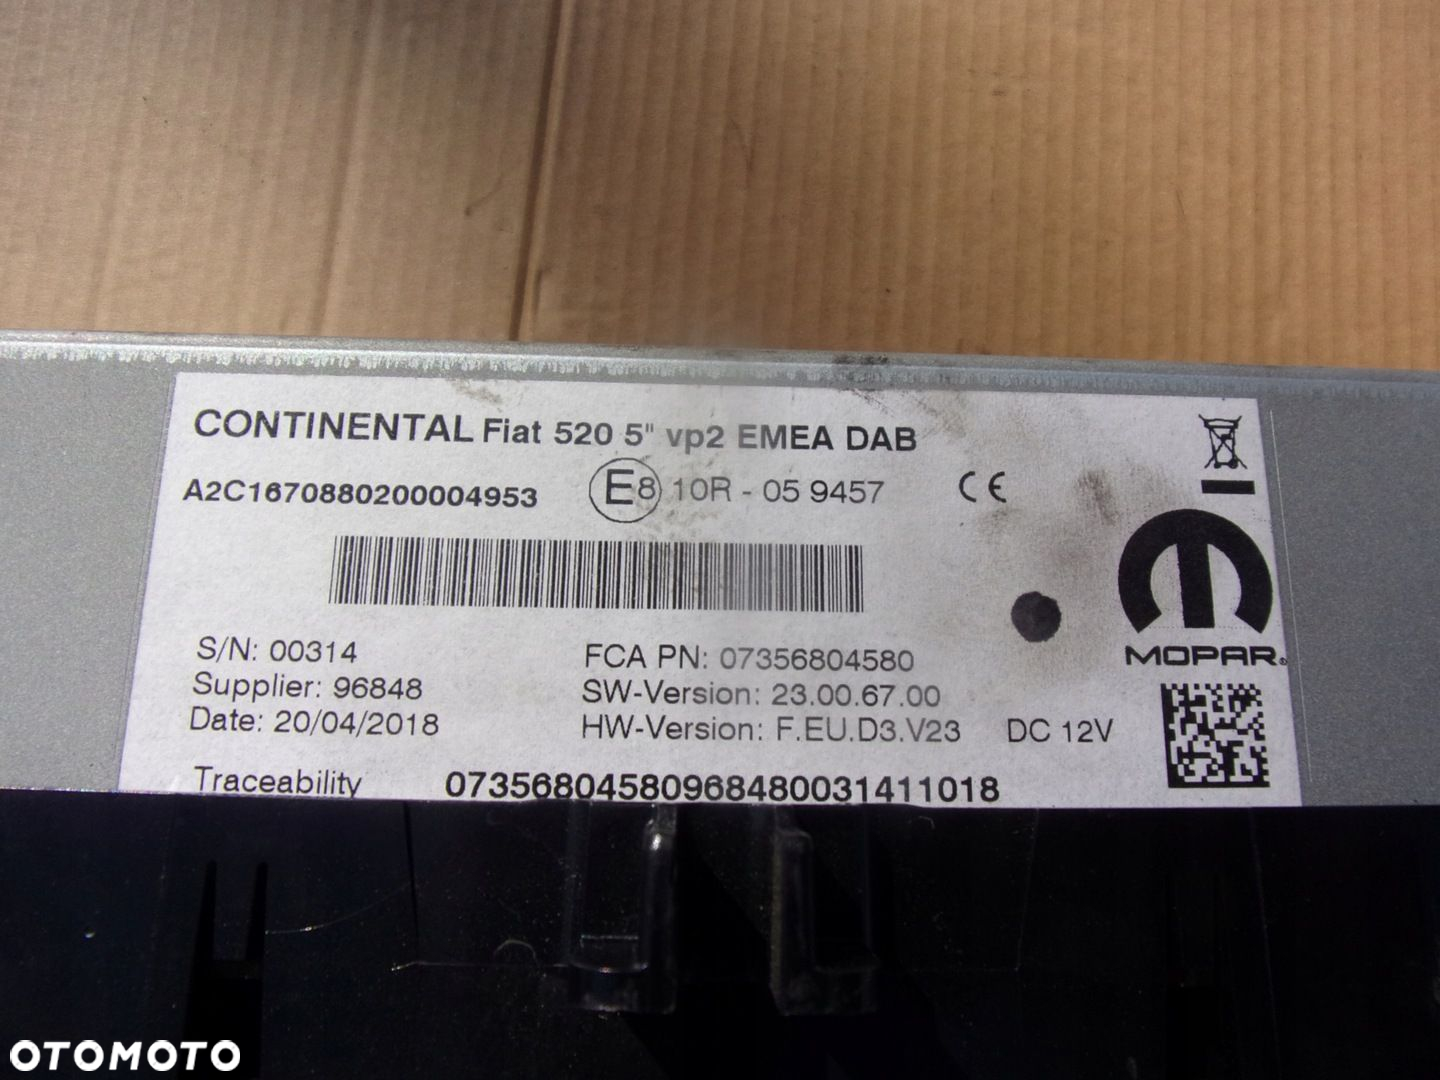 CONTINENTAL Fiat 520 5" vp2 EMEA DAB
A2C1670880200004953 E8 10R - 05 9457 CE
MOPAR®
S/N: 00314 FCA PN: 07356804580
Supplier: 96848 SW-Version: 23.00.67.00
Date: 20/04/2018 HW-Version: F.EU.D3.V23 DC 12V
Traceability 07356804580968480031411018
OTOMOTO